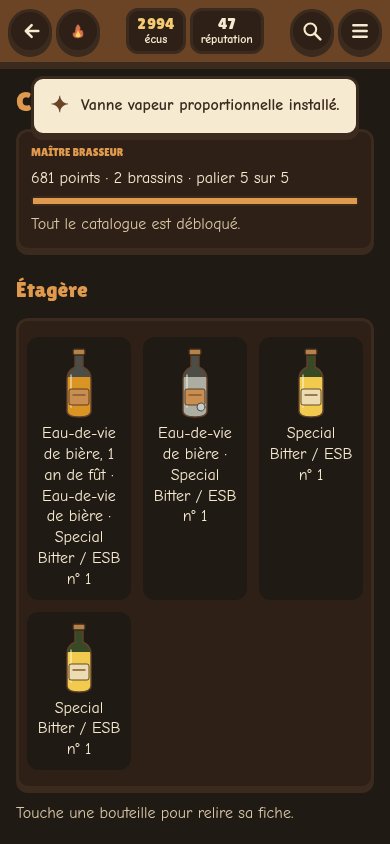 2 994
écus
47
réputation
C
Vanne vapeur proportionnelle installé.
MAÎTRE BRASSEUR
681 points · 2 brassins · palier 5 sur 5
Tout le catalogue est débloqué.
Étagère
Eau-de-vie
de bière, 1
an de fût ·
Eau-de-vie
de bière ·
Special
Bitter / ESB
n° 1
Eau-de-vie
de bière ·
Special
Bitter / ESB
n° 1
Special
Bitter / ESB
n° 1
Special
Bitter / ESB
n° 1
Touche une bouteille pour relire sa fiche.